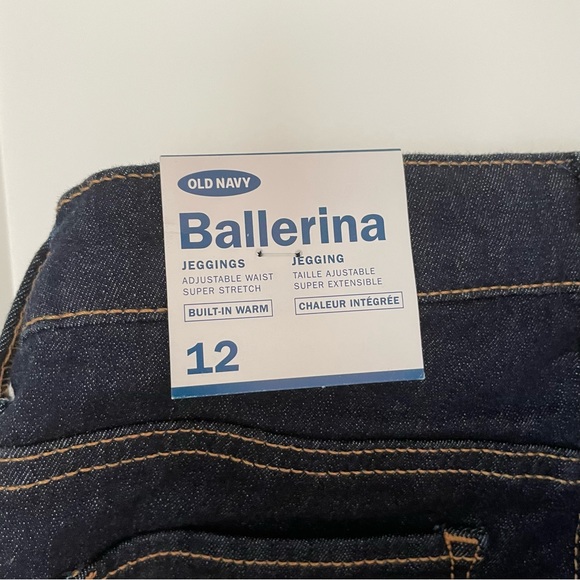 OLD NAVY
Ballerina
JEGGINGS
ADJUSTABLE WAIST
SUPER STRETCH
BUILT-IN WARM
JEGGING
TAILLE AJUSTABLE
SUPER EXTENSIBLE
CHALEUR INTÉGRÉE
12